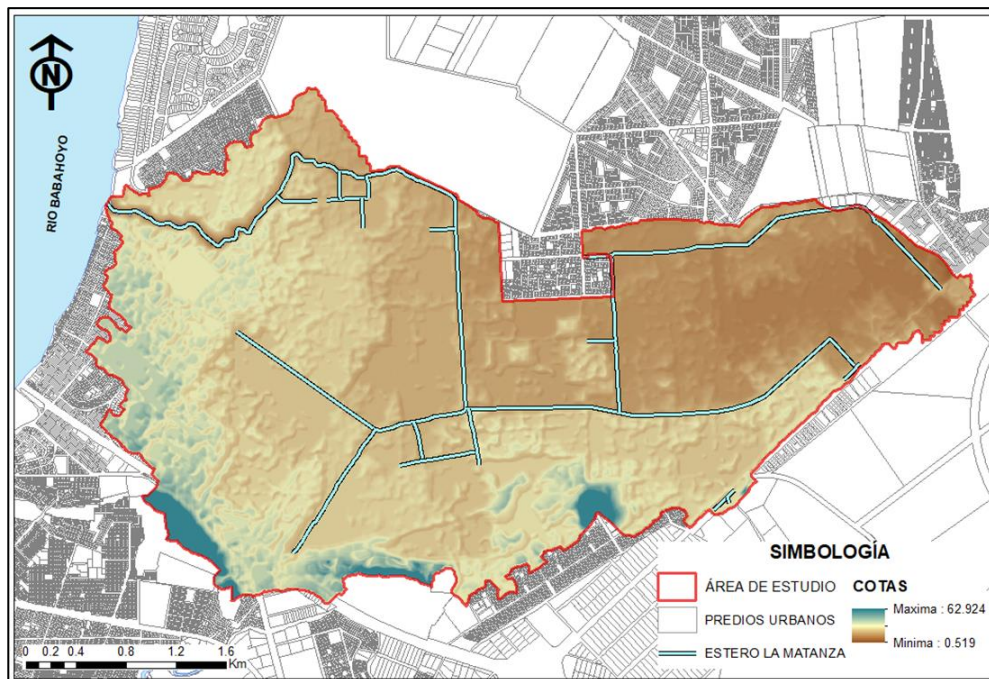 N
RIO BABAHOYO
SIMBOLOGÍA
ÁREA DE ESTUDIO
PREDIOS URBANOS
ESTERO LA MATANZA
COTAS
Maxima : 62.924
Minima : 0.519
0 0.2 0.4 0.8 1.2 1.6
Km